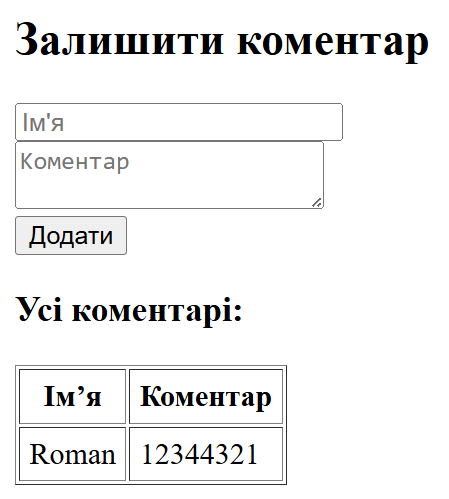 Залишити коментар
Ім'я
Коментар
Додати
Усі коментарі:
Ім’я Коментар
Roman 12344321